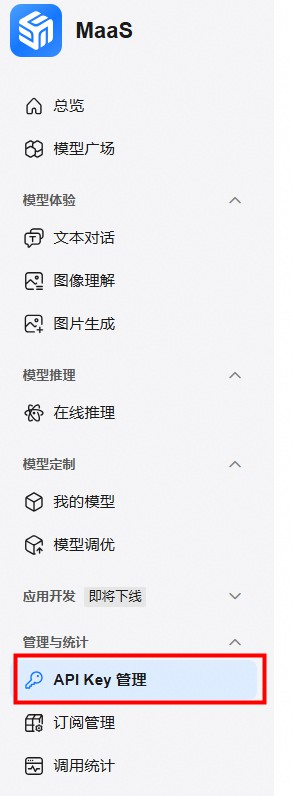 MaaS
总览
模型广场
模型体验
文本对话
图像理解
图片生成
模型推理
在线推理
模型定制
我的模型
模型调优
应用开发 即将下线
管理与统计
API Key 管理
订阅管理
调用统计